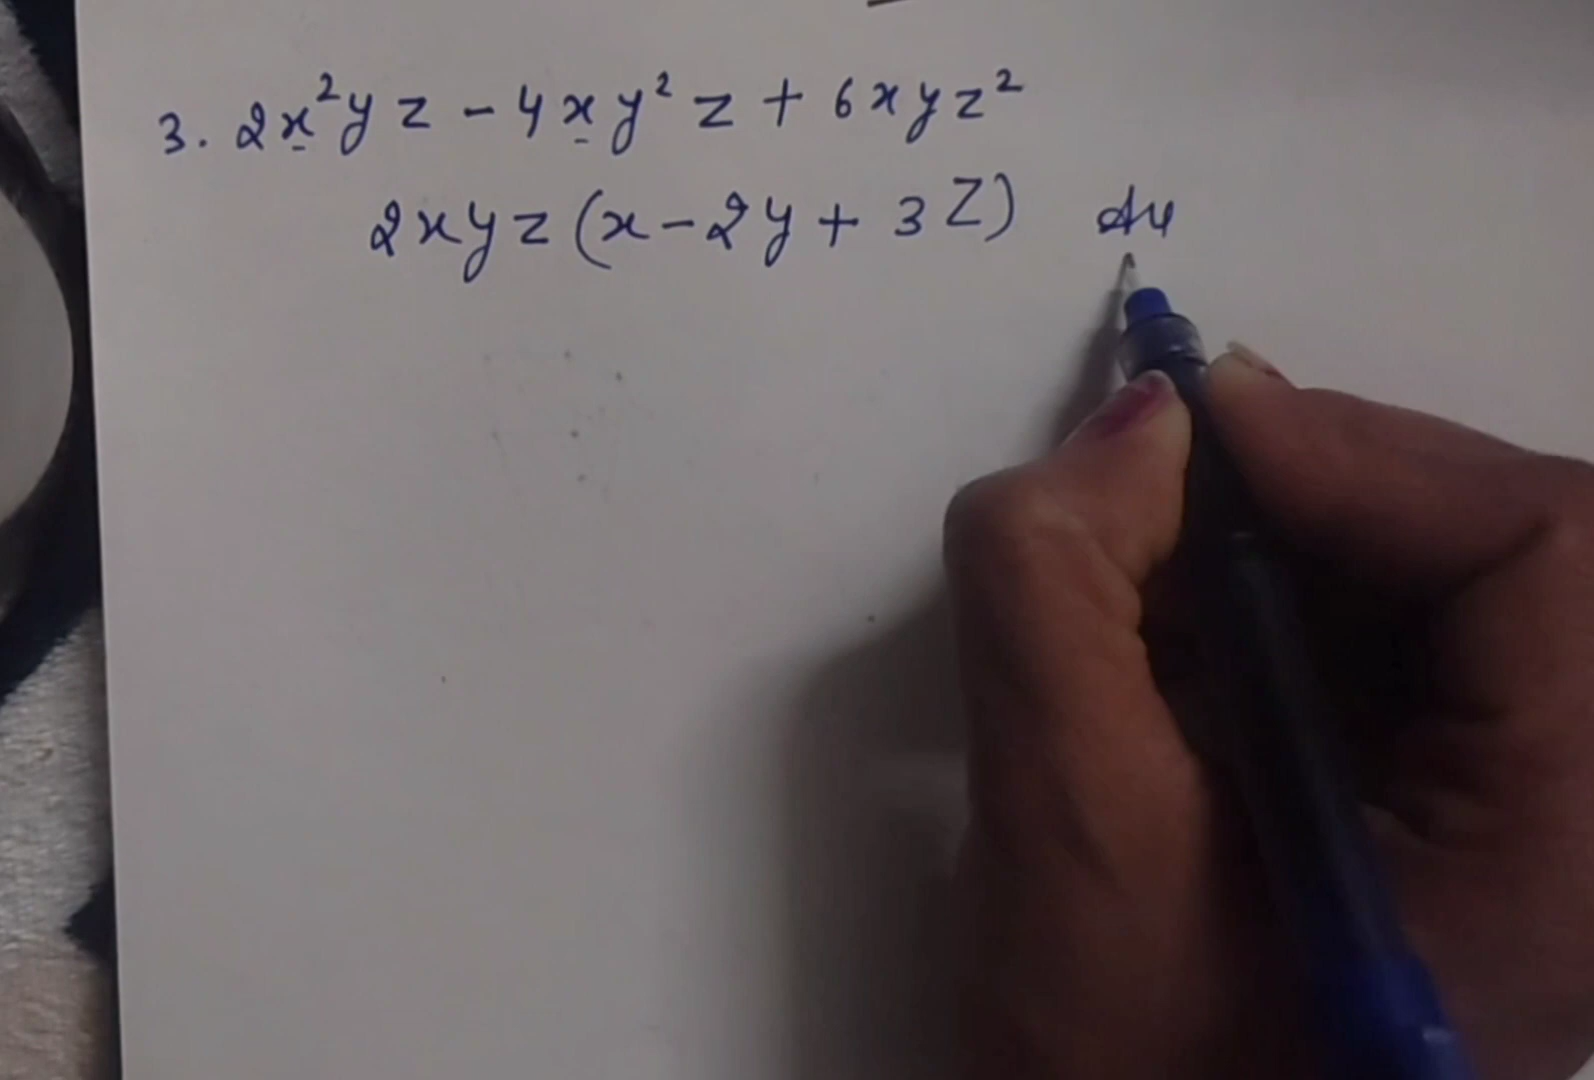 3. 2x²yz - 4xy²z + 6xyz²
2xyz(x - 2y + 3Z)